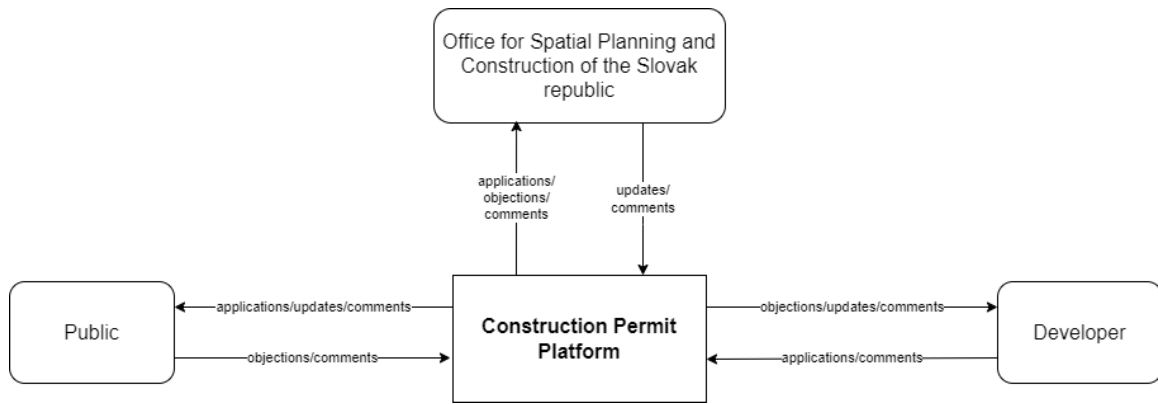 Office for Spatial Planning and
Construction of the Slovak
republic
applications/
objections/
comments
updates/
comments
Public
applications/updates/comments
objections/comments
Construction Permit
Platform
objections/updates/comments
applications/comments
Developer